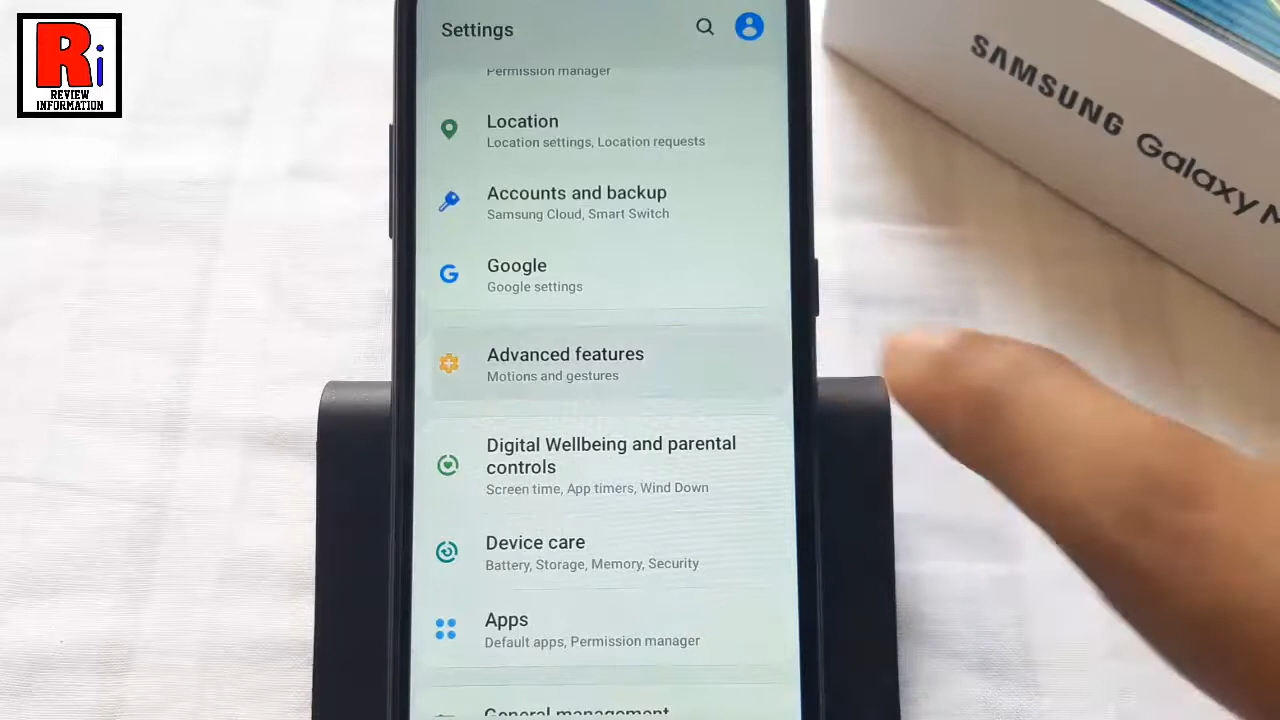 Ri
REVIEW
INFORMATION
Settings
Permission manager
Location
Location settings, Location requests
Accounts and backup
Samsung Cloud, Smart Switch
Google
Google settings
Advanced features
Motions and gestures
Digital Wellbeing and parental
controls
Screen time, App timers, Wind Down
Device care
Battery, Storage, Memory, Security
Apps
Default apps, Permission manager
General management
SAMSUNG Galaxy M